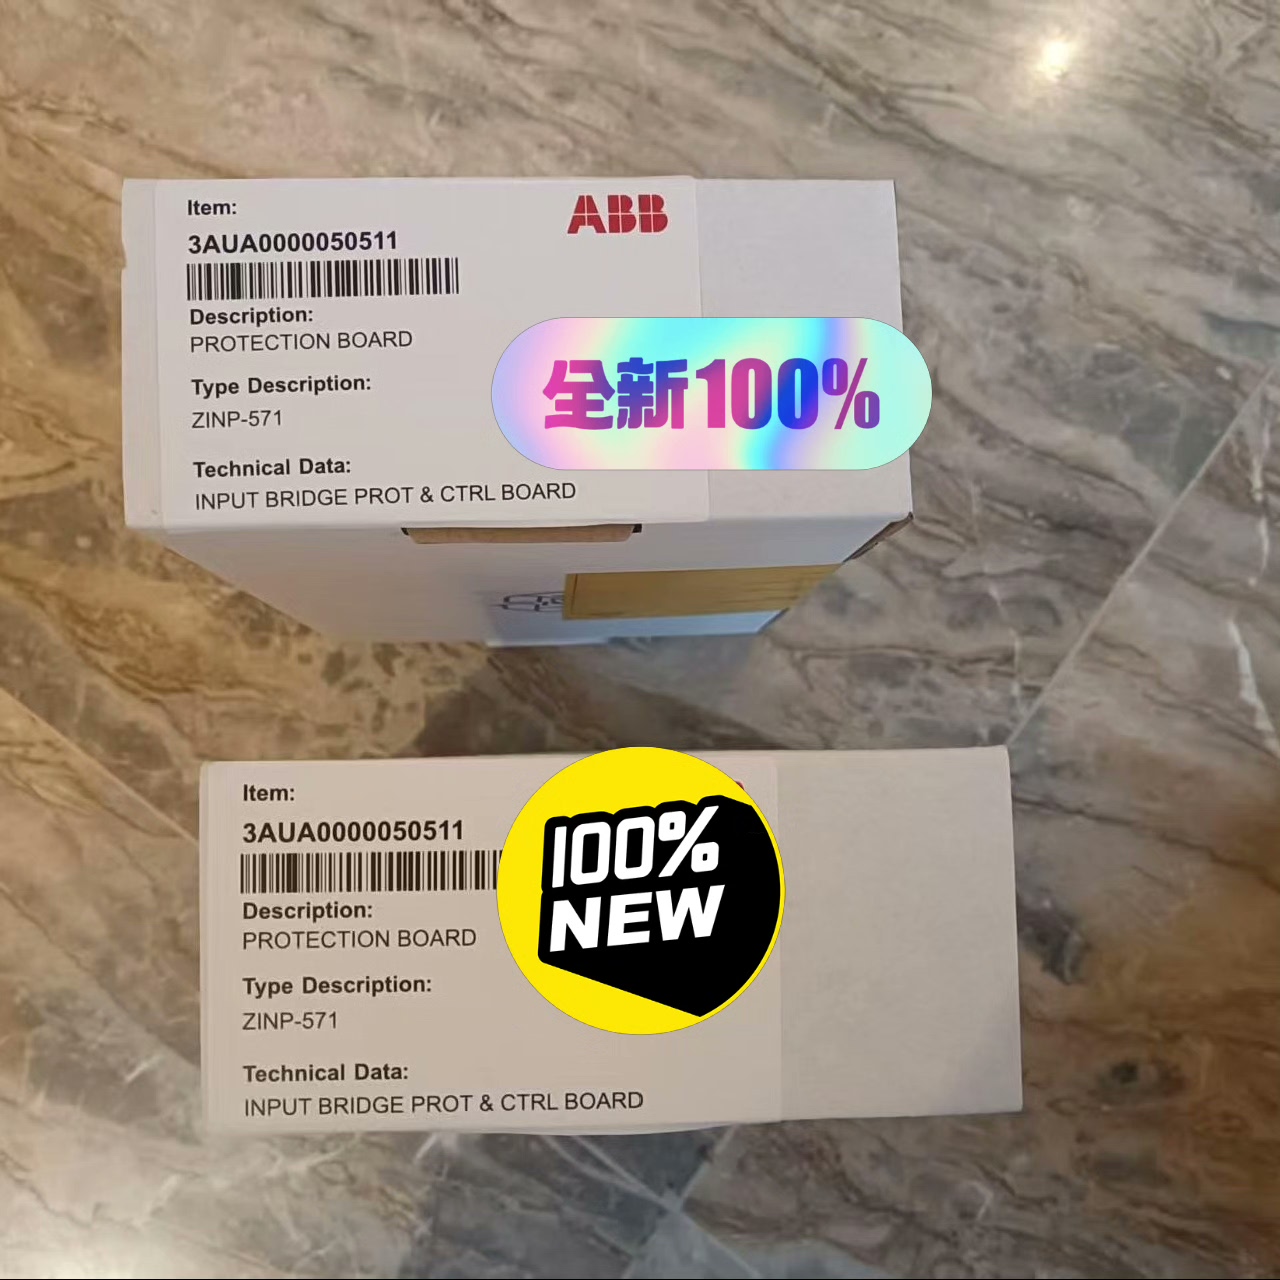 Item:
ABB
3AUA0000050511
Description:
PROTECTION BOARD
Type Description:
ZINP-571
全新100%
Technical Data:
INPUT BRIDGE PROT & CTRL BOARD
Item:
3AUA0000050511
100%
NEW
Description:
PROTECTION BOARD
Type Description:
ZINP-571
Technical Data:
INPUT BRIDGE PROT & CTRL BOARD